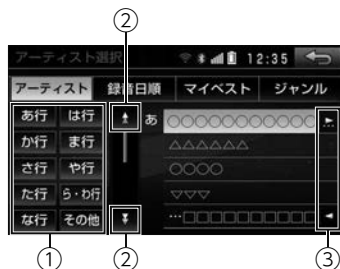 ②
アーティスト選択 12:35
アーティスト 録音日順 マイベスト ジャンル
あ行 は行 あ ○○○○○○○○○○○
か行 ま行 △△△△△△
さ行 や行 ○○○○
た行 ら・わ行 ▽▽▽
な行 その他 …□□□□□□□□□□
① ② ③